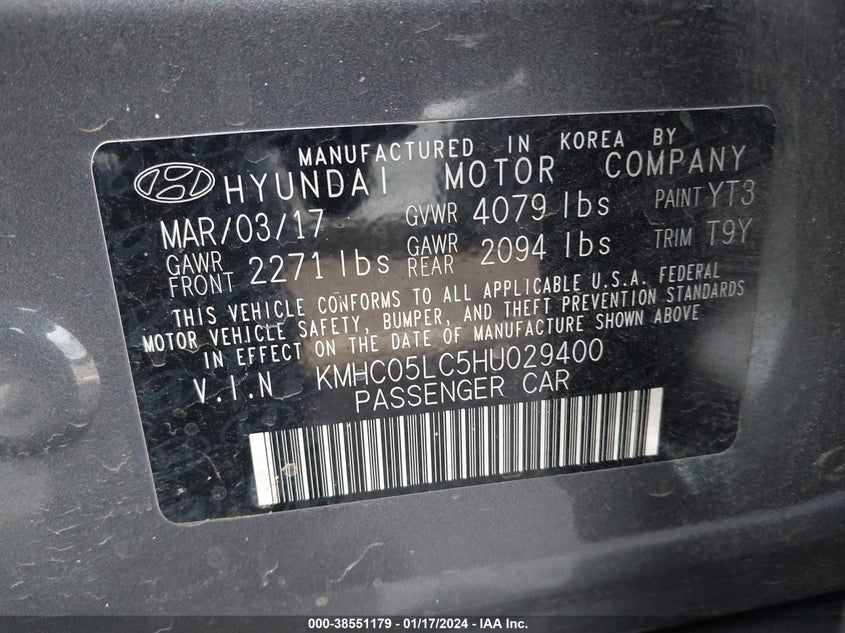 MANUFACTURED IN KOREA BY
HYUNDAI MOTOR COMPANY
MAR/03/17 GVWR 4079 lbs PAINT YT3
GAWR FRONT 2271 lbs GAWR REAR 2094 lbs TRIM T9Y
THIS VEHICLE CONFORMS TO ALL APPLICABLE U.S.A. FEDERAL
MOTOR VEHICLE SAFETY, BUMPER, AND THEFT PREVENTION STANDARDS
IN EFFECT ON THE DATE OF MANUFACTURE SHOWN ABOVE
V.I.N KMHC05LC5HU029400
PASSENGER CAR
000-38551179 - 01/17/2024 - IAA Inc.